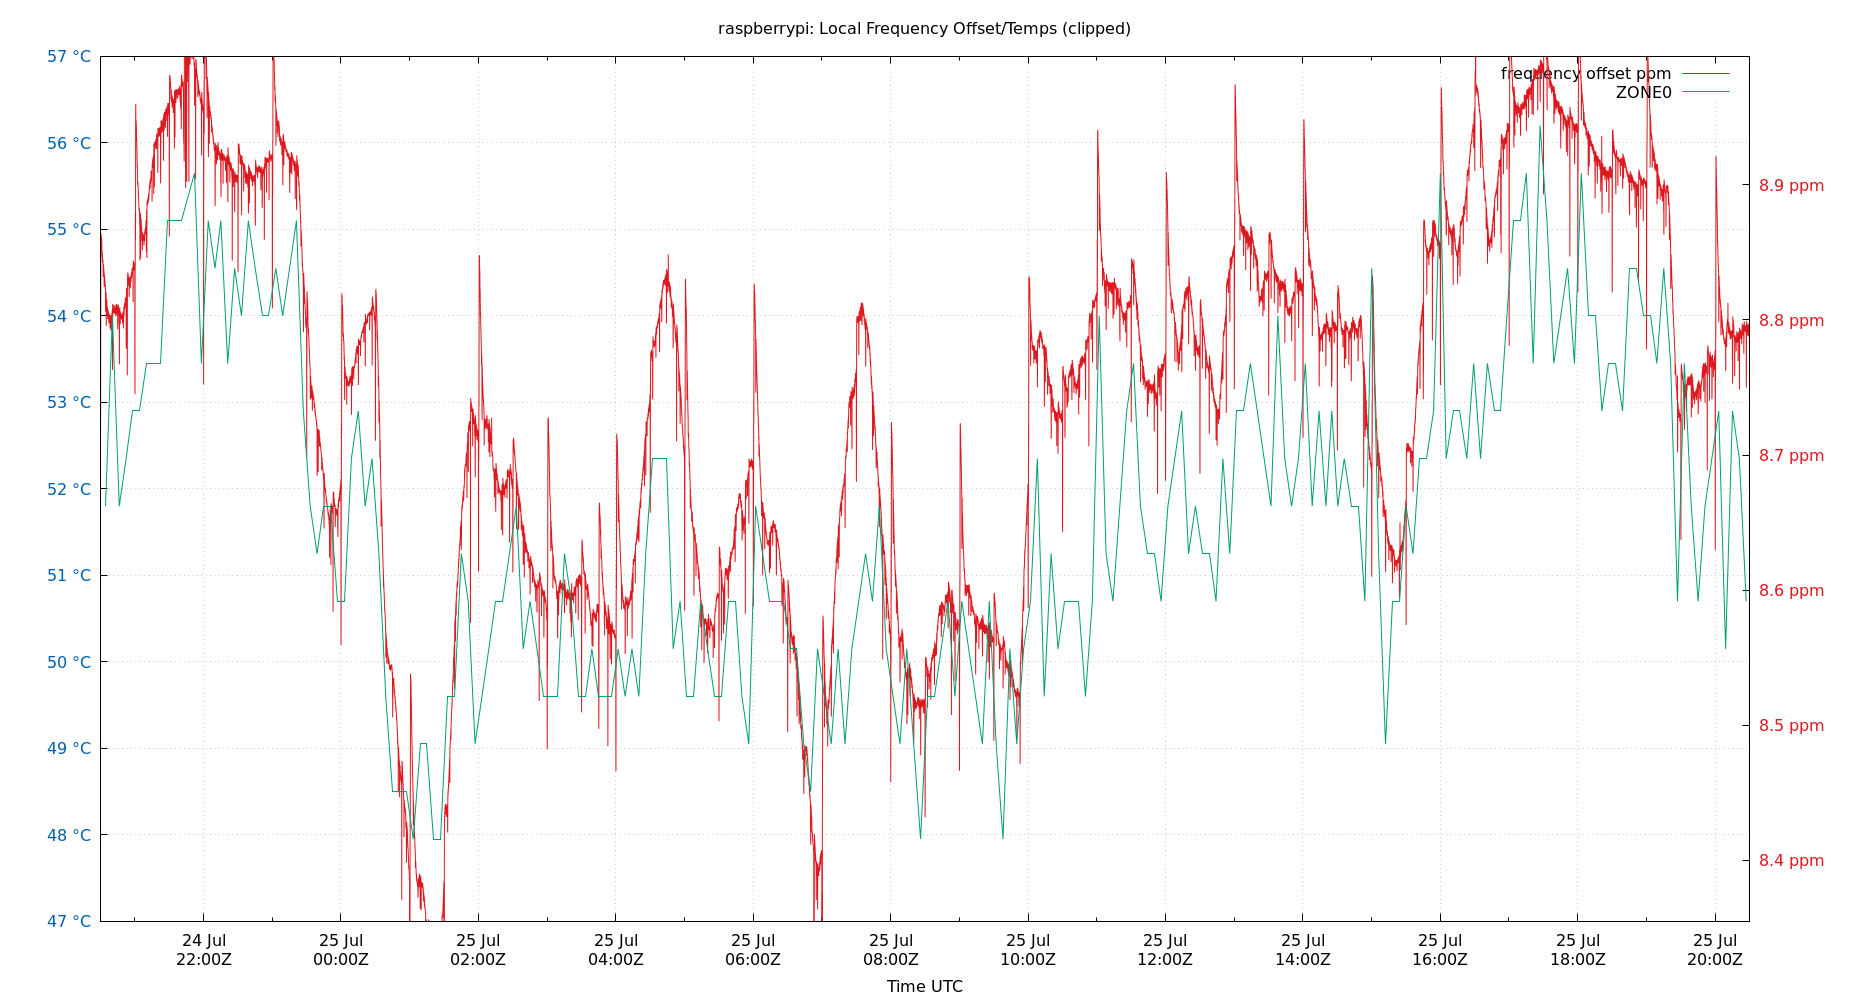 raspberrypi: Local Frequency Offset/Temps (clipped)
57 °C
56 °C
55 °C
54 °C
53 °C
52 °C
51 °C
50 °C
49 °C
48 °C
47 °C
frequency offset ppm
ZONE0
8.9 ppm
8.8 ppm
8.7 ppm
8.6 ppm
8.5 ppm
8.4 ppm
24 Jul
22:00Z
25 Jul
00:00Z
25 Jul
02:00Z
25 Jul
04:00Z
25 Jul
06:00Z
25 Jul
08:00Z
25 Jul
10:00Z
25 Jul
12:00Z
25 Jul
14:00Z
25 Jul
16:00Z
25 Jul
18:00Z
25 Jul
20:00Z
Time UTC